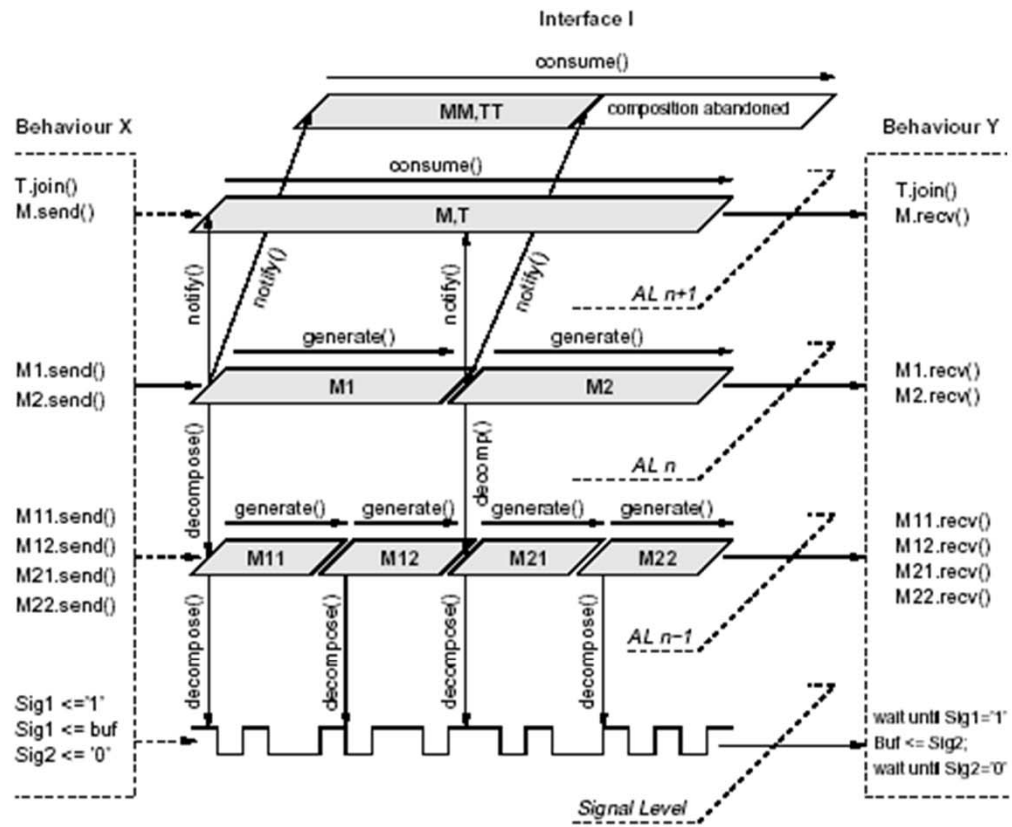 Interface I
consume()
MM,TT
composition abandoned
Behaviour X
Behaviour Y
consume()
T.join()
M.send()
M,T
T.join()
M.recv()
notify()
notify()
notify()
notify()
AL n+1
generate()
generate()
M1.send()
M2.send()
M1
M2
M1.recv()
M2.recv()
decompose()
decomp()
AL n
generate()
generate()
generate()
generate()
M11.send()
M12.send()
M21.send()
M22.send()
M11
M12
M21
M22
M11.recv()
M12.recv()
M21.recv()
M22.recv()
decompose()
decompose()
decompose()
decompose()
AL n-1
Sig1 <="1"
Sig1 <= buf
Sig2 <= '0'
wait until Sig1="1"
Buf <= Sig2;
wait until Sig2='0'
Signal Level